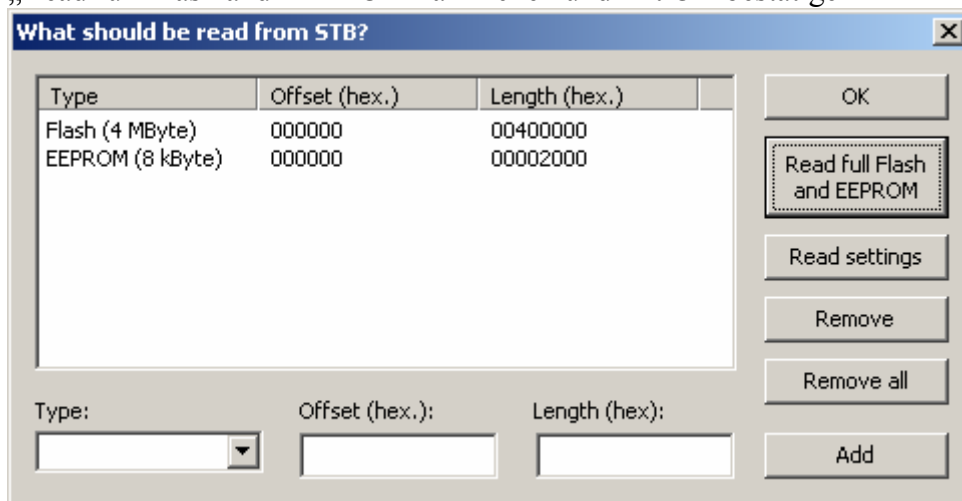 What should be read from STB?
Type Offset (hex.) Length (hex.)
Flash (4 MByte) 000000 00400000
EEPROM (8 kByte) 000000 00002000
OK
Read full Flash
and EEPROM
Read settings
Remove
Remove all
Type: Offset (hex.): Length (hex):
Add